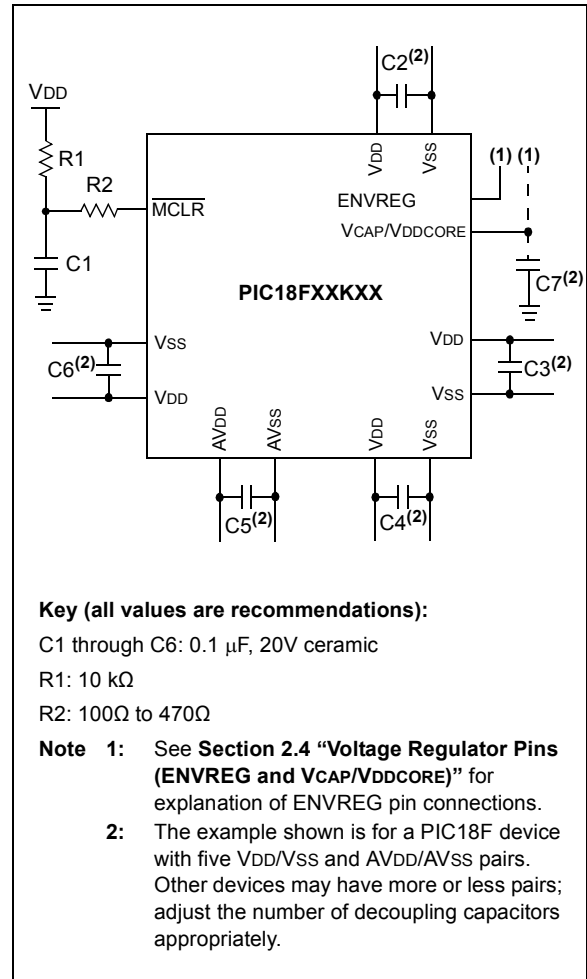 C2(2)
VDD
R1
R2
C1
MCLR
VDD
VSS
ENVREG
(1) (1)
VCAP/VDDCORE
C7(2)
PIC18FXXKXX
VSS
C6(2)
VDD
VDD
C3(2)
VSS
AVDD
AVSS
VDD
VSS
C5(2)
C4(2)
Key (all values are recommendations):
C1 through C6: 0.1 μF, 20V ceramic
R1: 10 kΩ
R2: 100Ω to 470Ω
Note 1: See Section 2.4 “Voltage Regulator Pins
(ENVREG and VCAP/VDDCORE)” for
explanation of ENVREG pin connections.
2: The example shown is for a PIC18F device
with five VDD/VSS and AVDD/AVSS pairs.
Other devices may have more or less pairs;
adjust the number of decoupling capacitors
appropriately.